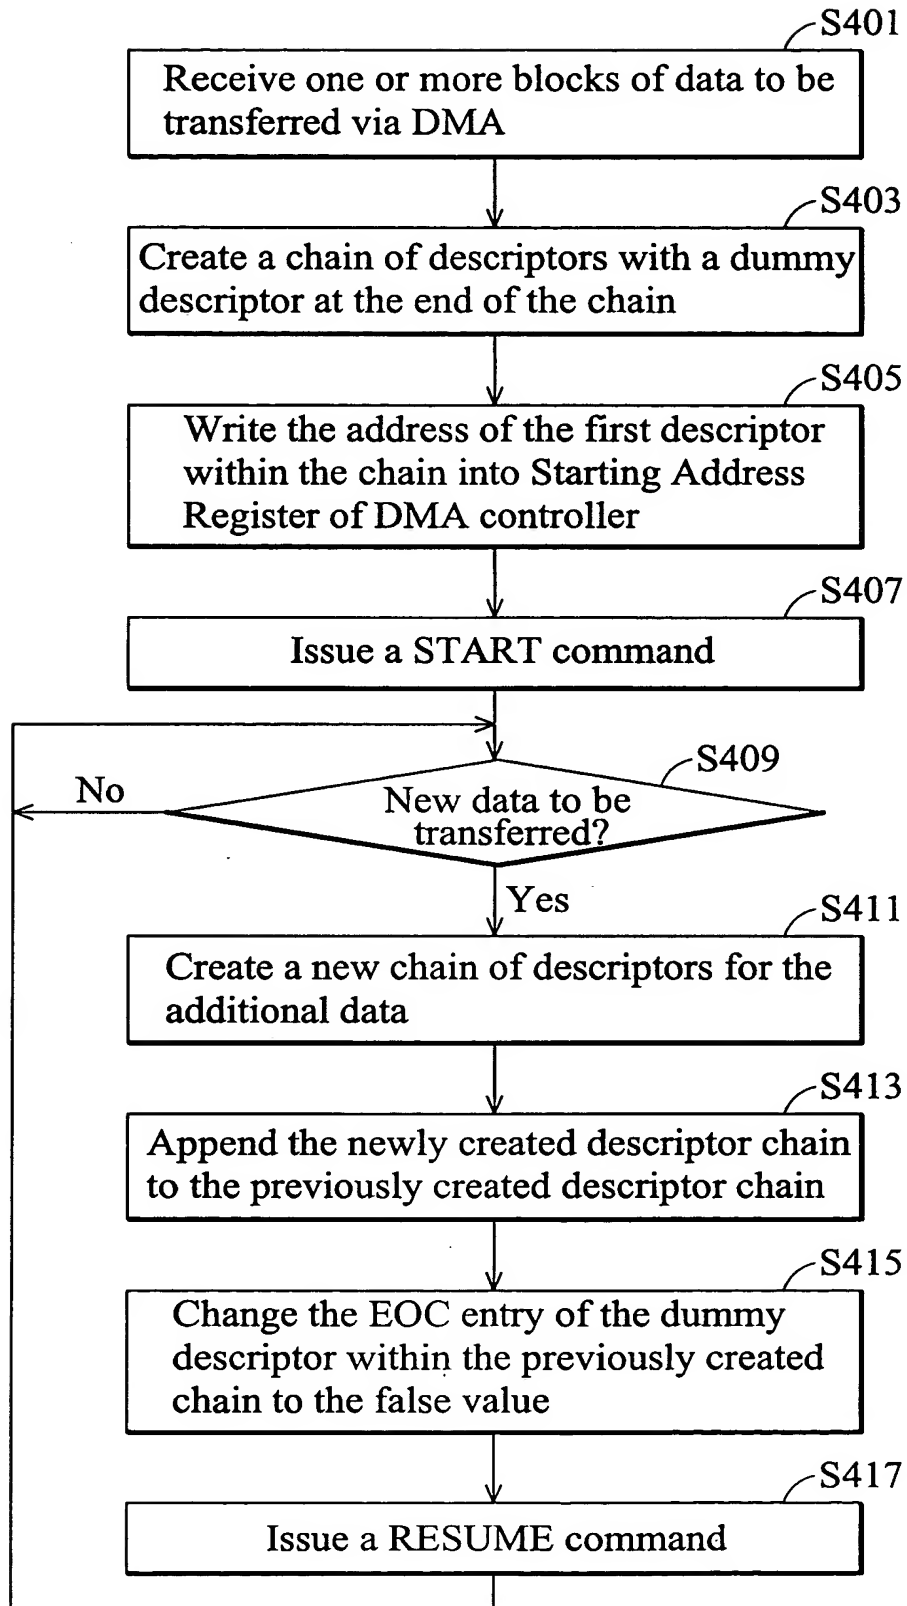 S401
Receive one or more blocks of data to be
transferred via DMA
S403
Create a chain of descriptors with a dummy
descriptor at the end of the chain
S405
Write the address of the first descriptor
within the chain into Starting Address
Register of DMA controller
S407
Issue a START command
S409
No
New data to be
transferred?
Yes
S411
Create a new chain of descriptors for the
additional data
S413
Append the newly created descriptor chain
to the previously created descriptor chain
S415
Change the EOC entry of the dummy
descriptor within the previously created
chain to the false value
S417
Issue a RESUME command